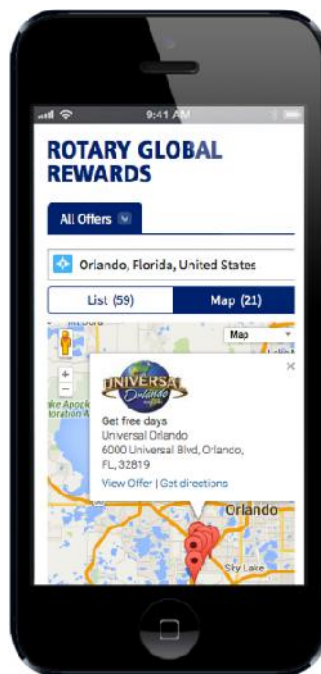 9:41 AM
ROTARY GLOBAL
REWARDS
All Offers
Orlando, Florida, United States
List (59)
Map (21)
Map
+
UNIVERSAL
Orlando
Get free days
Universal Orlando
6000 Universal Blvd, Orlando,
FL, 32819
View Offer | Get directions
Orlando
Sky Lake